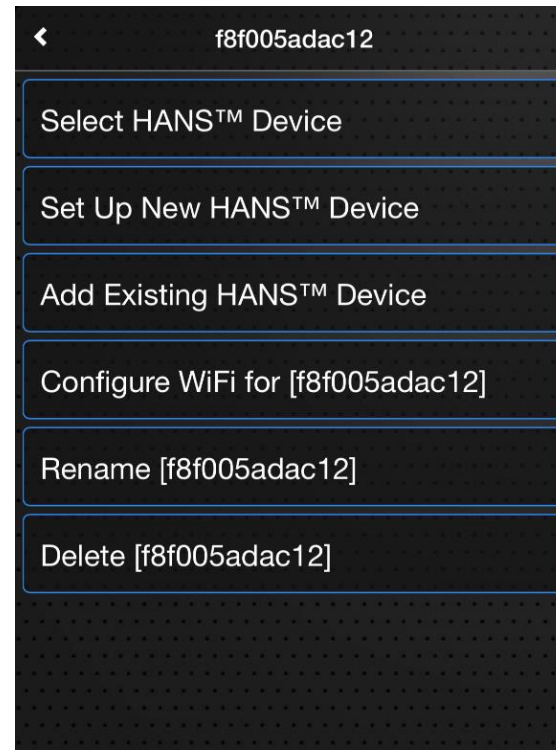 f8f005adac12
Select HANS™ Device
Set Up New HANS™ Device
Add Existing HANS™ Device
Configure WiFi for [f8f005adac12]
Rename [f8f005adac12]
Delete [f8f005adac12]